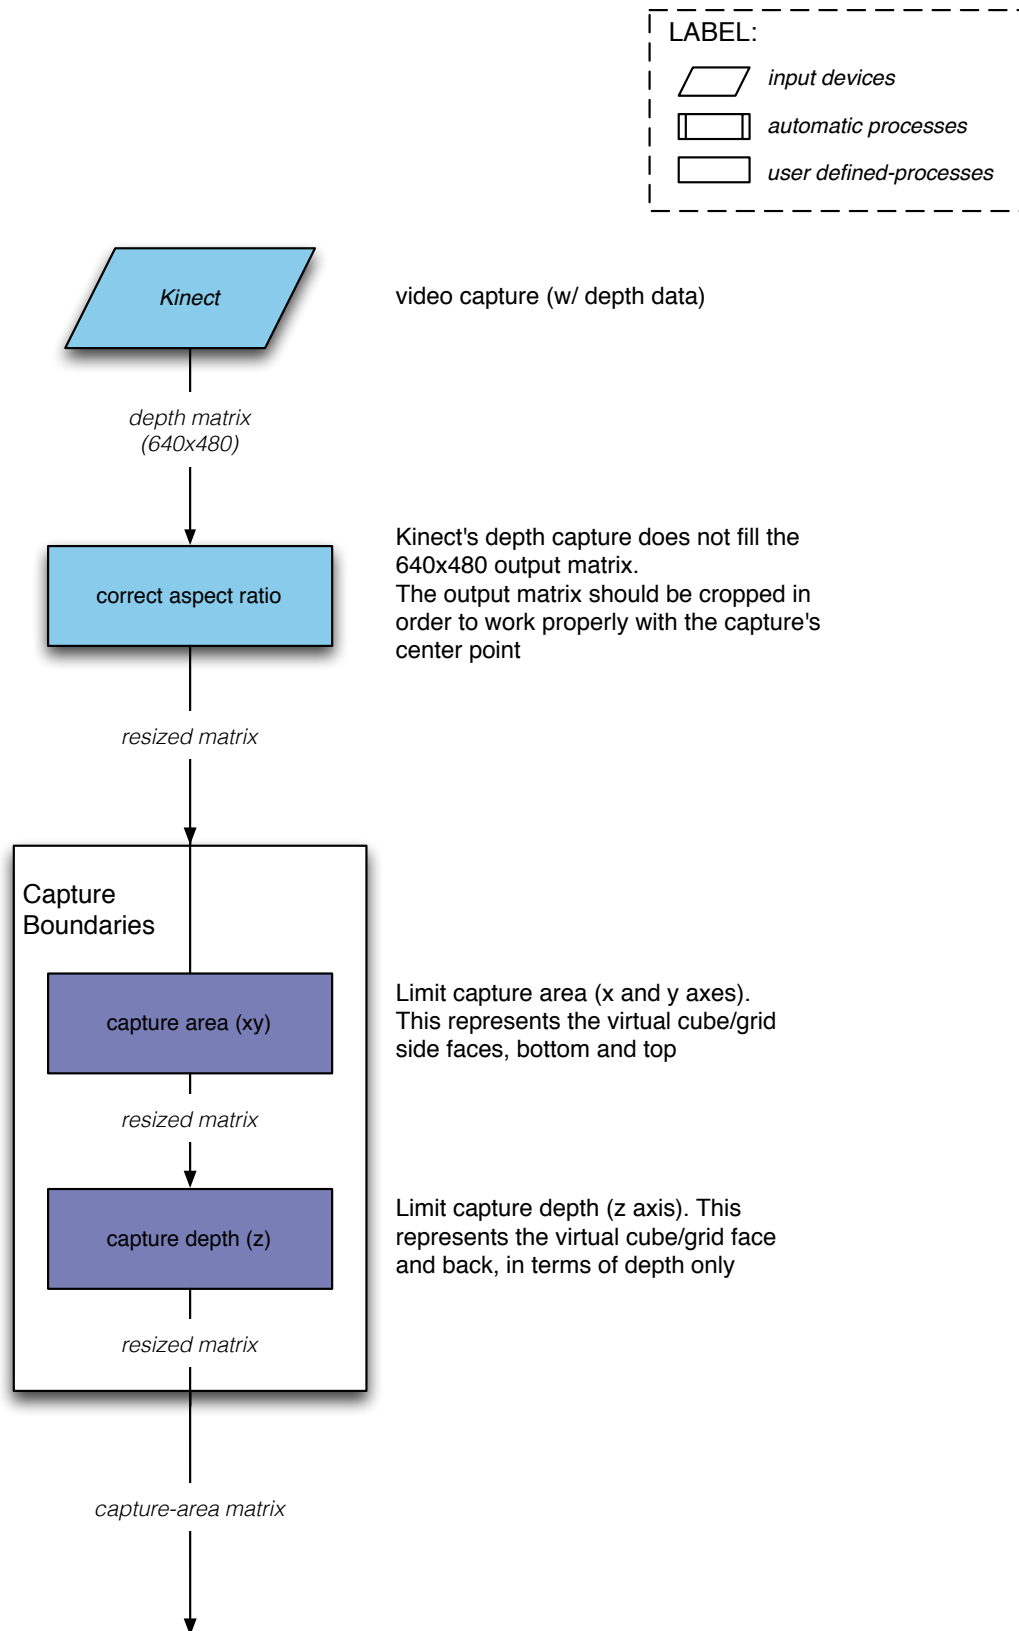 LABEL:
input devices
automatic processes
user defined-processes
Kinect
video capture (w/ depth data)
depth matrix
(640x480)
correct aspect ratio
Kinect's depth capture does not fill the
640x480 output matrix.
The output matrix should be cropped in
order to work properly with the capture's
center point
resized matrix
Capture
Boundaries
capture area (xy)
Limit capture area (x and y axes).
This represents the virtual cube/grid
side faces, bottom and top
resized matrix
capture depth (z)
Limit capture depth (z axis). This
represents the virtual cube/grid face
and back, in terms of depth only
resized matrix
capture-area matrix